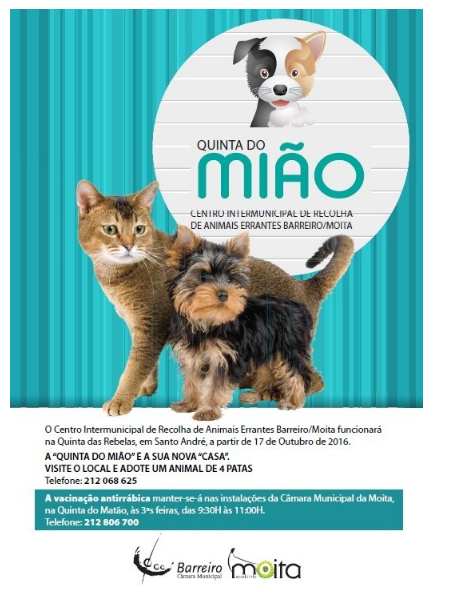 QUINTA DO
MIÃO
CENTRO INTERMUNICIPAL DE RECOLHA
DE ANIMAIS ERRANTES BARREIRO/MOITA
O Centro Intermunicipal de Recolha de Animais Errantes Barreiro/Moita funcionará
na Quinta das Rebelas, em Santo André, a partir de 17 de Outubro de 2016.
A "QUINTA DO MIÃO" É A SUA NOVA "CASA".
VISITE O LOCAL E ADOTE UM ANIMAL DE 4 PATAS
Telefone: 212 068 625
A vacinação antirrábica manter-se-á nas instalações da Câmara Municipal da Moita,
na Quinta do Matão, às 3ªs feiras, das 9:30H às 11:00H.
Telefone: 212 806 700
Barreiro
Câmara Municipal
moita